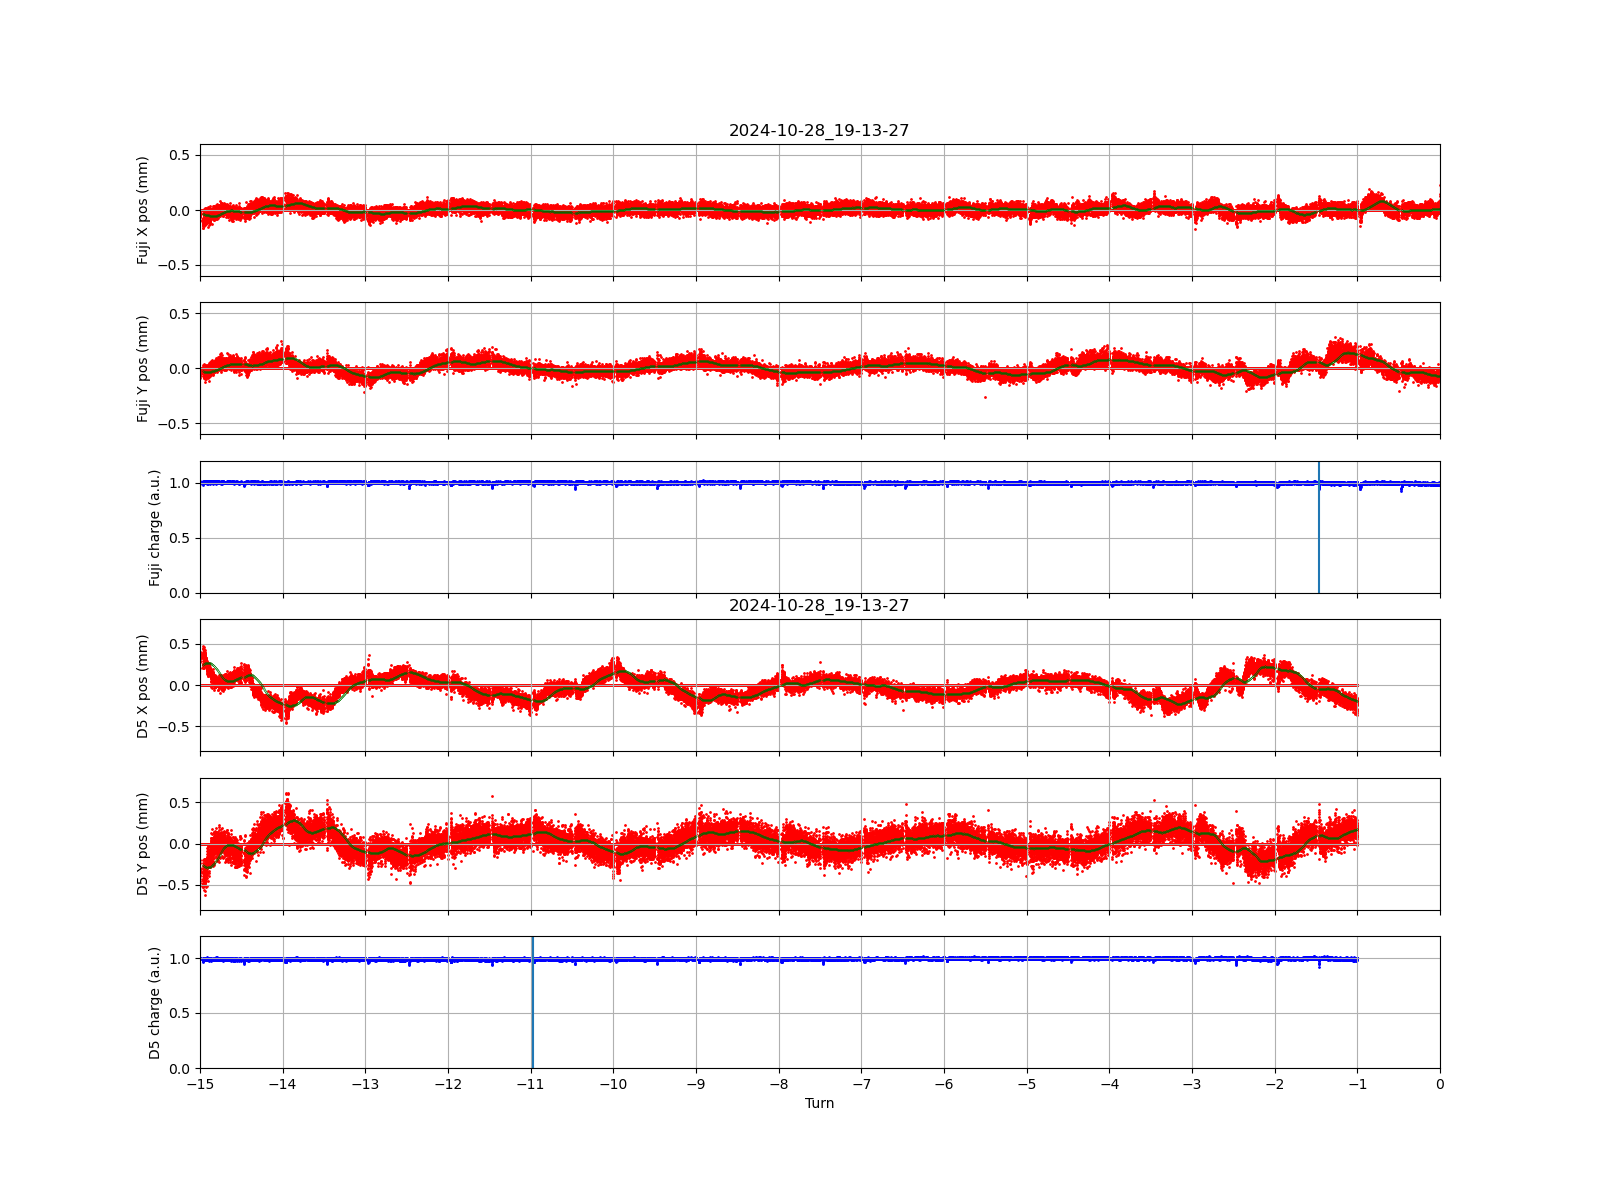 2024-10-28_19-13-27
Fuji X pos (mm)
0.5
0.0
−0.5
Fuji Y pos (mm)
0.5
0.0
−0.5
Fuji charge (a.u.)
1.0
0.5
0.0
2024-10-28_19-13-27
D5 X pos (mm)
0.5
0.0
−0.5
D5 Y pos (mm)
0.5
0.0
−0.5
D5 charge (a.u.)
1.0
0.5
0.0
−15 −14 −13 −12 −11 −10 −9 −8 −7 −6 −5 −4 −3 −2 −1 0
Turn